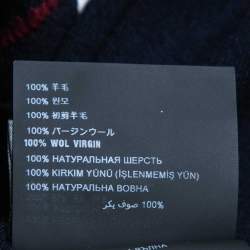 100% 羊毛
100% 원모
100% 初剪羊毛
100% バージンウール
100% WOL VIRGIN
100% НАТУРАЛЬНАЯ ШЕРСТЬ
100% KIRKIM YÜNÜ (İŞLENMEMİŞ YÜN)
100% НАТУРАЛЬНА ВОВНА
100% صوف بكر